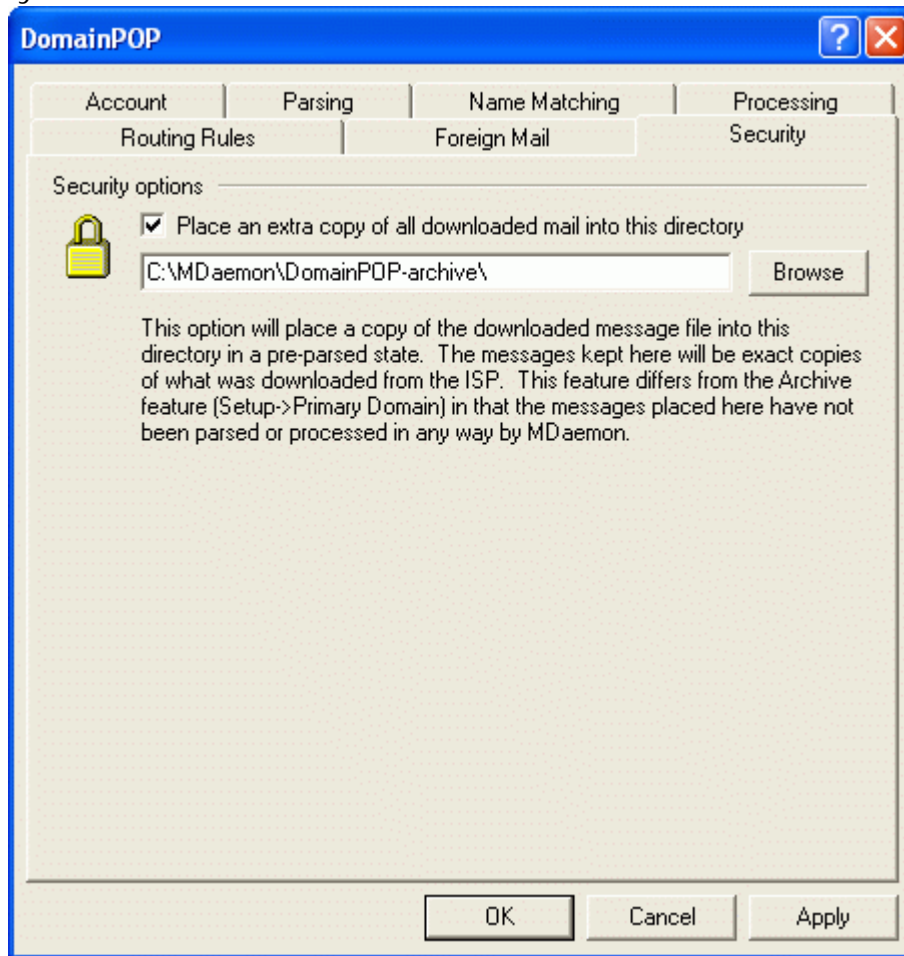 DomainPOP
Account Parsing Name Matching Processing
Routing Rules Foreign Mail Security
Security options
Place an extra copy of all downloaded mail into this directory
C:\MDaemon\DomainPOP-archive\ Browse
This option will place a copy of the downloaded message file into this
directory in a pre-parsed state. The messages kept here will be exact copies
of what was downloaded from the ISP. This feature differs from the Archive
feature (Setup->Primary Domain) in that the messages placed here have not
been parsed or processed in any way by MDaemon.
OK Cancel Apply